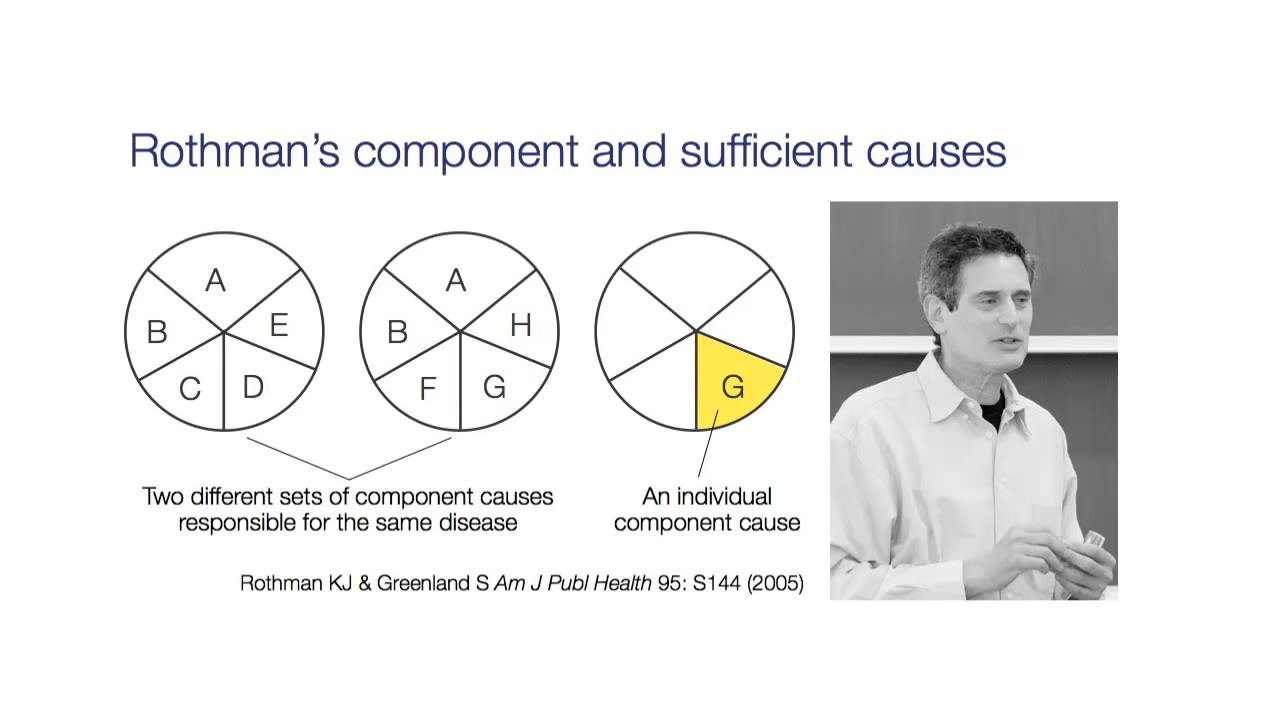 Rothman’s component and sufficient causes
A
B
E
C
D
A
B
H
F
G
G
Two different sets of component causes
responsible for the same disease
An individual
component cause
Rothman KJ & Greenland S Am J Publ Health 95: S144 (2005)